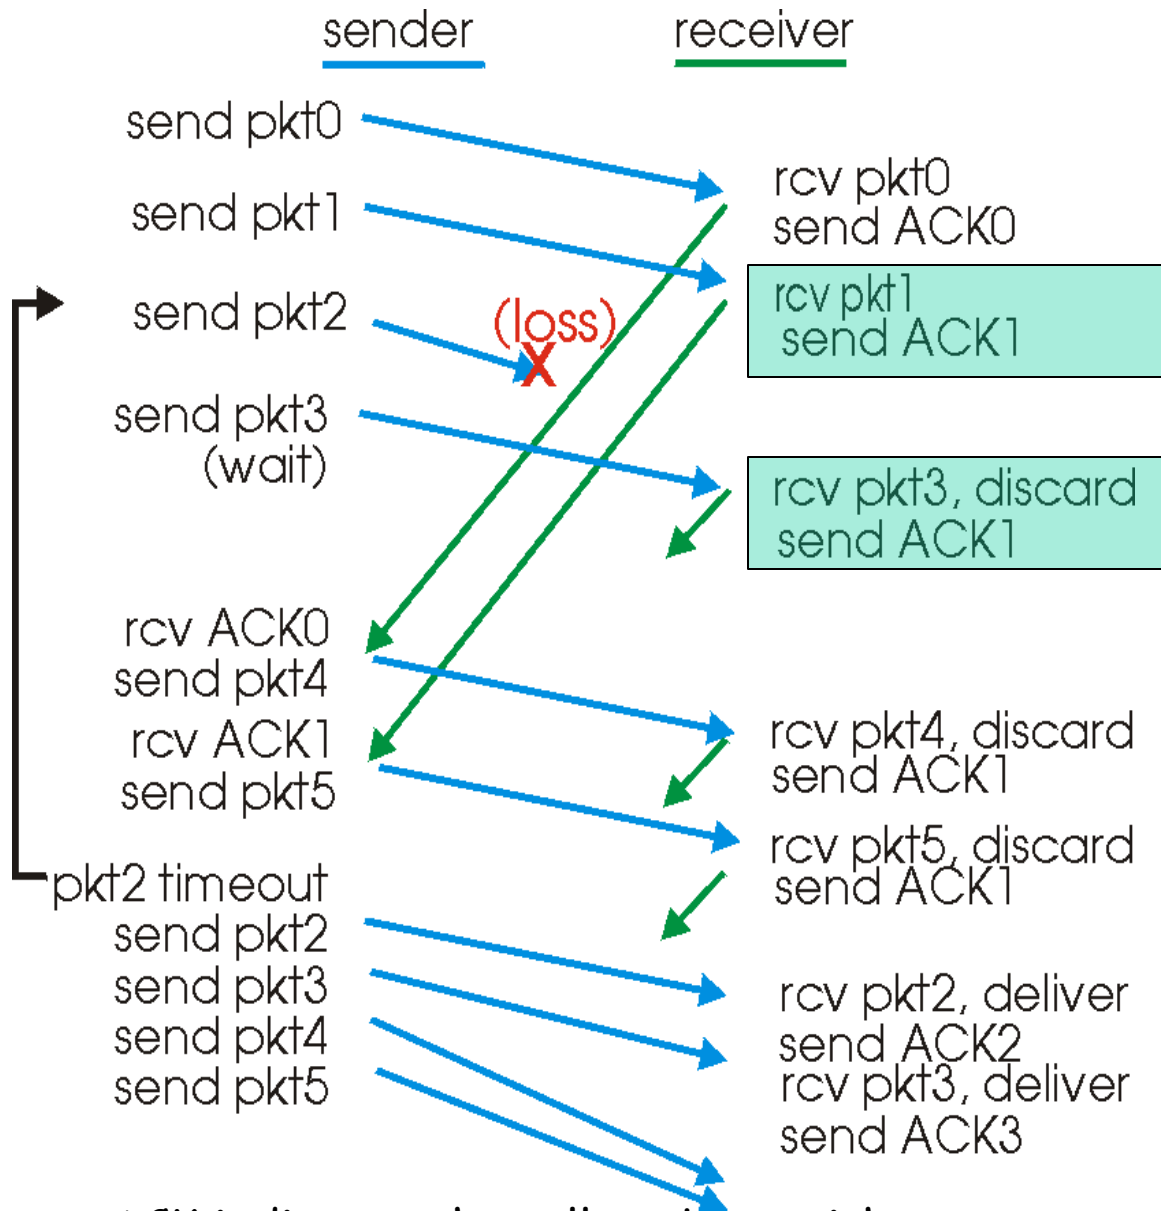 sender
receiver
send pkt0
rcv pkt0
send ACK0
send pkt1
rcv pkt1
send ACK1
send pkt2
(loss)
X
send pkt3
(wait)
rcv pkt3, discard
send ACK1
rcv ACK0
send pkt4
rcv ACK1
send pkt5
rcv pkt4, discard
send ACK1
rcv pkt5, discard
send ACK1
pkt2 timeout
send pkt2
send pkt3
send pkt4
send pkt5
rcv pkt2, deliver
send ACK2
rcv pkt3, deliver
send ACK3